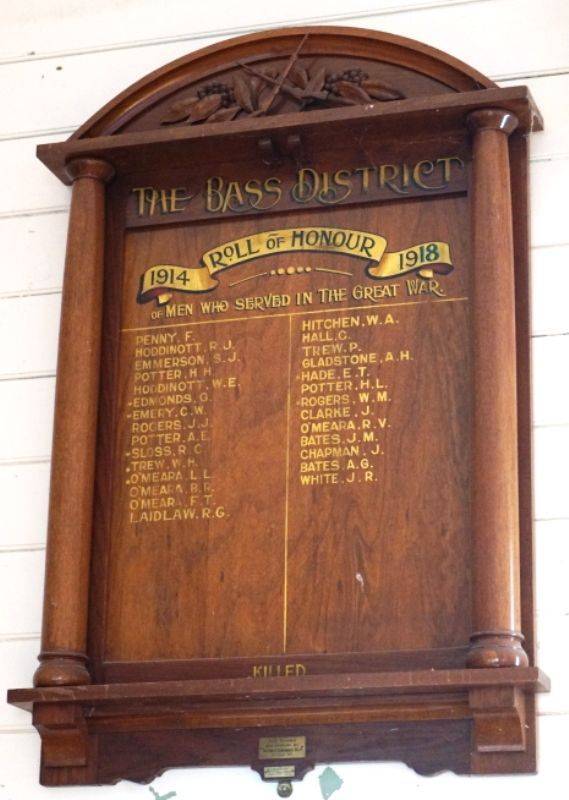 THE BASS DISTRICT
1914 ROLL OF HONOUR 1918
OF MEN WHO SERVED IN THE GREAT WAR.
PENNY, F.
HODDINOTT, R.J.
EMMERSON, S.J.
POTTER, H.H.
HODDINOTT, W.E.
EDMONDS, G.
EMERY, C.W.
ROGERS, J.J.
POTTER, A.E.
SLOSS, R.C.
TREW, W.H.
O'MEARA, L.L.
O'MEARA, B.R.
O'MEARA, F.T.
LAIDLAW, R.G.
HITCHEN, W.A.
HALL, C.
TREW, P.
GLADSTONE, A.H.
HADE, E.T.
POTTER, H.L.
ROGERS, W.M.
CLARKE, J.
O'MEARA, R.V.
BATES, J.M.
CHAPMAN, J.
BATES, A.G.
WHITE, J.R.
KILLED